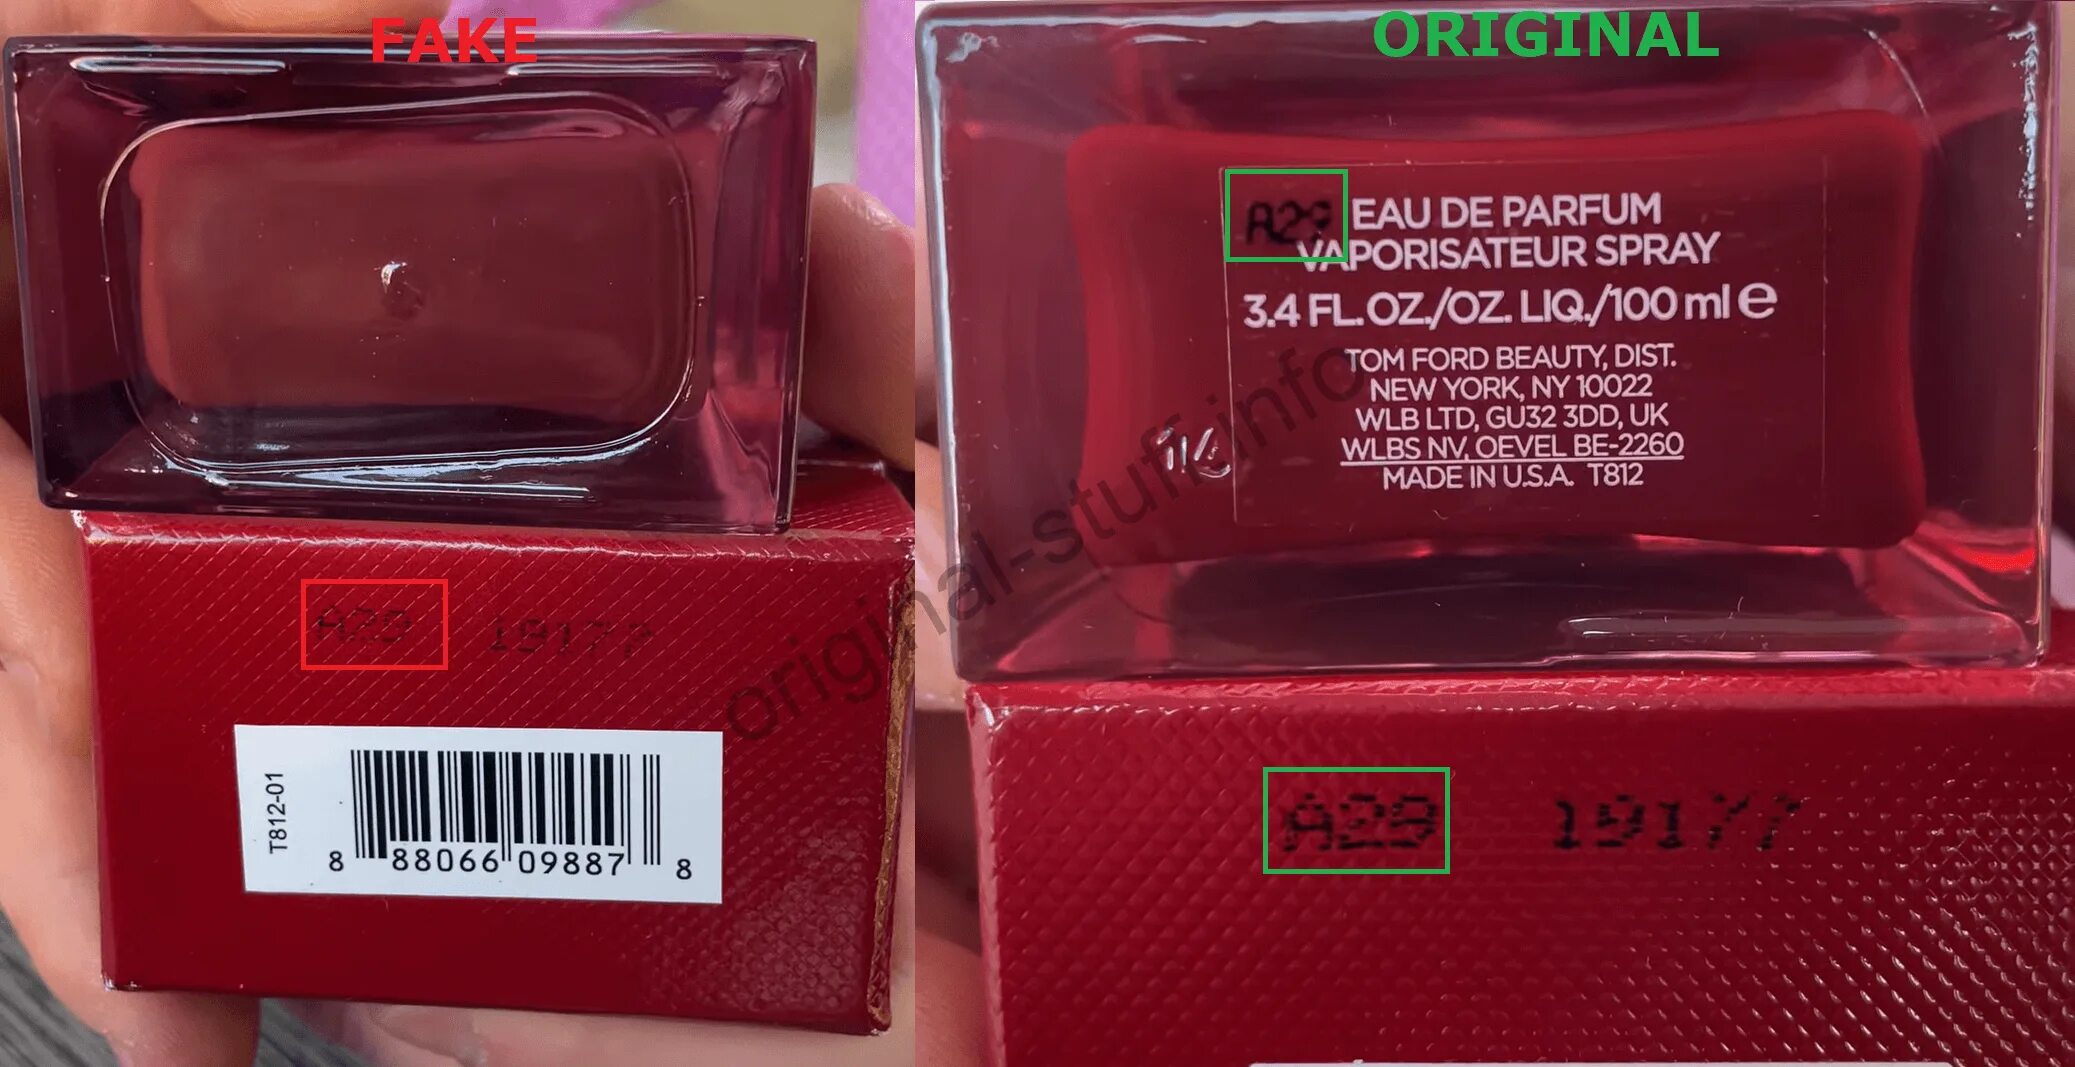 FAKE
A29 19177
T812-01
8 88066 09887 8
ORIGINAL
A29 EAU DE PARFUM
VAPORISATEUR SPRAY
3.4 FL.OZ./OZ. LIQ./100 ml e
TOM FORD BEAUTY, DIST.
NEW YORK, NY 10022
WLB LTD, GU32 3DD, UK
WLBS NV, OEVEL BE-2260
MADE IN U.S.A. T812
A29 19177
original-stuff.info